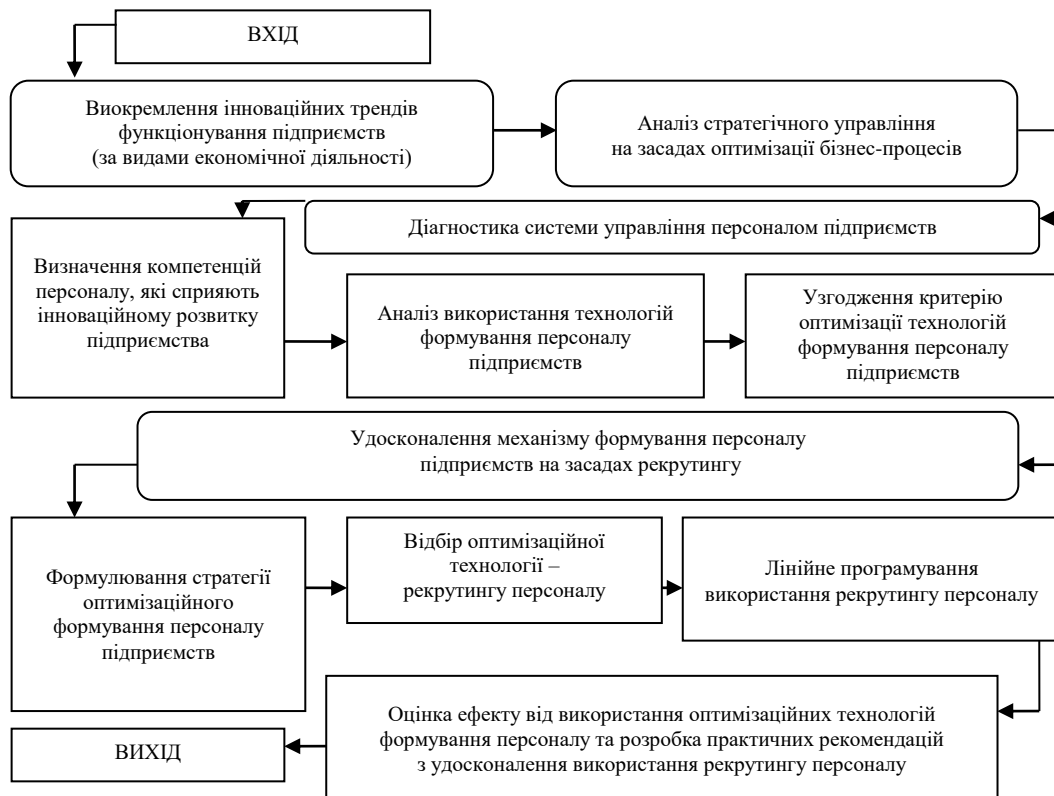 ВХІД
Виокремлення інноваційних трендів
функціонування підприємств
(за видами економічної діяльності)
Аналіз стратегічного управління
на засадах оптимізації бізнес-процесів
Діагностика системи управління персоналом підприємств
Визначення компетенцій
персоналу, які сприяють
інноваційному розвитку
підприємства
Аналіз використання технологій
формування персоналу
підприємств
Узгодження критерію
оптимізації технологій
формування персоналу
підприємств
Удосконалення механізму формування персоналу
підприємств на засадах рекрутингу
Формулювання стратегії
оптимізаційного
формування персоналу
підприємств
Відбір оптимізаційної
технології –
рекрутингу персоналу
Лінійне програмування
використання рекрутингу персоналу
Оцінка ефекту від використання оптимізаційних технологій
формування персоналу та розробка практичних рекомендацій
з удосконалення використання рекрутингу персоналу
ВИХІД